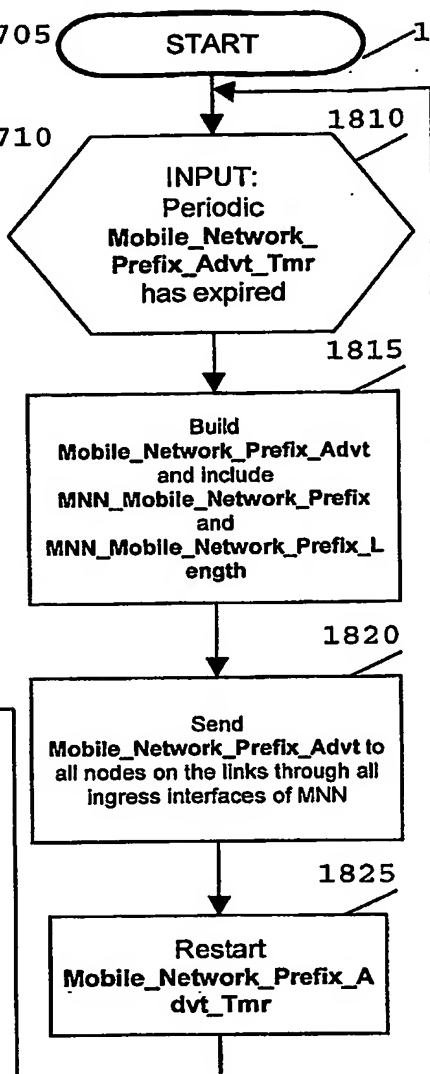 705
START
1
710
1810
INPUT:
Periodic
Mobile_Network_
Prefix_Advt_Tmr
has expired
1815
Build
Mobile_Network_Prefix_Advt
and include
MNN_Mobile_Network_Prefix
and
MNN_Mobile_Network_Prefix_L
ength
1820
Send
Mobile_Network_Prefix_Advt to
all nodes on the links through all
ingress interfaces of MNN
1825
Restart
Mobile_Network_Prefix_A
dvt_Tmr